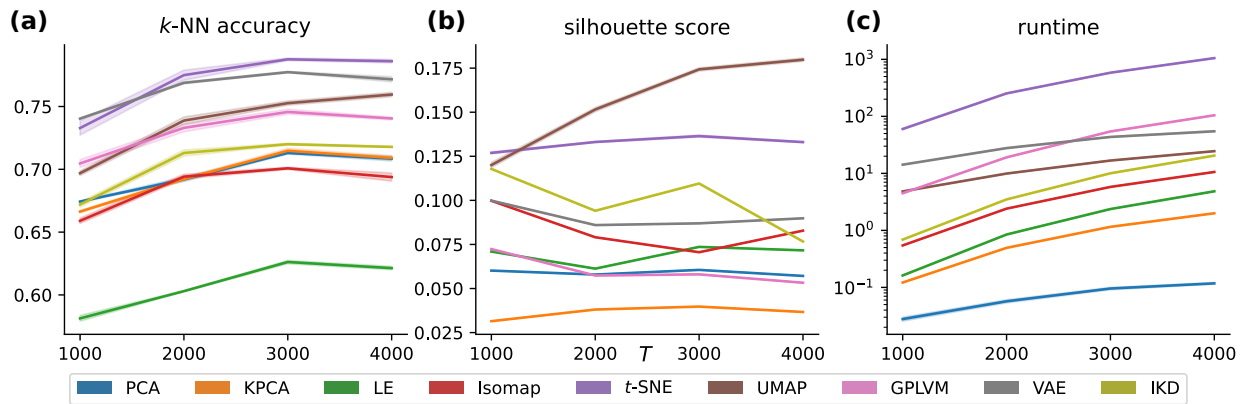 (a) k-NN accuracy
0.75
0.70
0.65
0.60
1000 2000 3000 4000
(b) silhouette score
0.175
0.150
0.125
0.100
0.075
0.050
0.025
1000 2000 3000 4000
T
(c) runtime
10³
10²
10¹
10⁰
10⁻¹
1000 2000 3000 4000
PCA KPCA LE Isomap t-SNE UMAP GPLVM VAE IKD